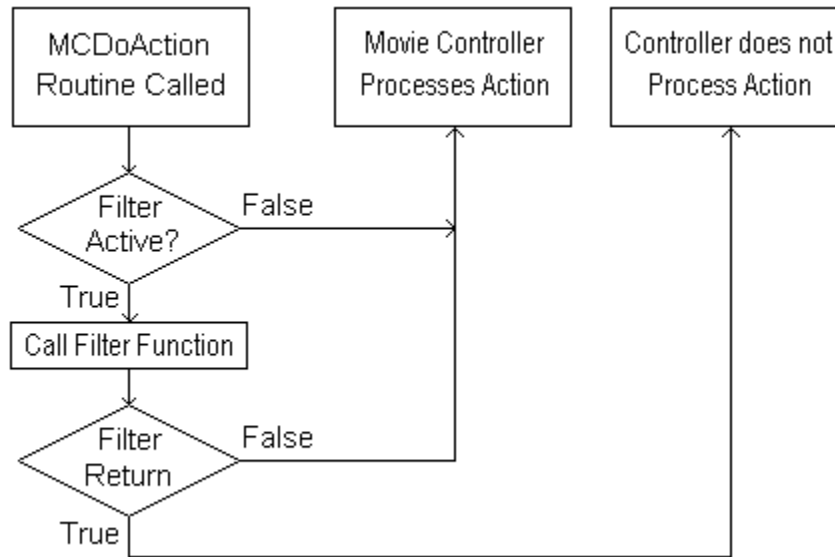 MCDoAction
Routine Called
Movie Controller
Processes Action
Controller does not
Process Action
Filter
Active?
False
True
Call Filter Function
Filter
Return
False
True